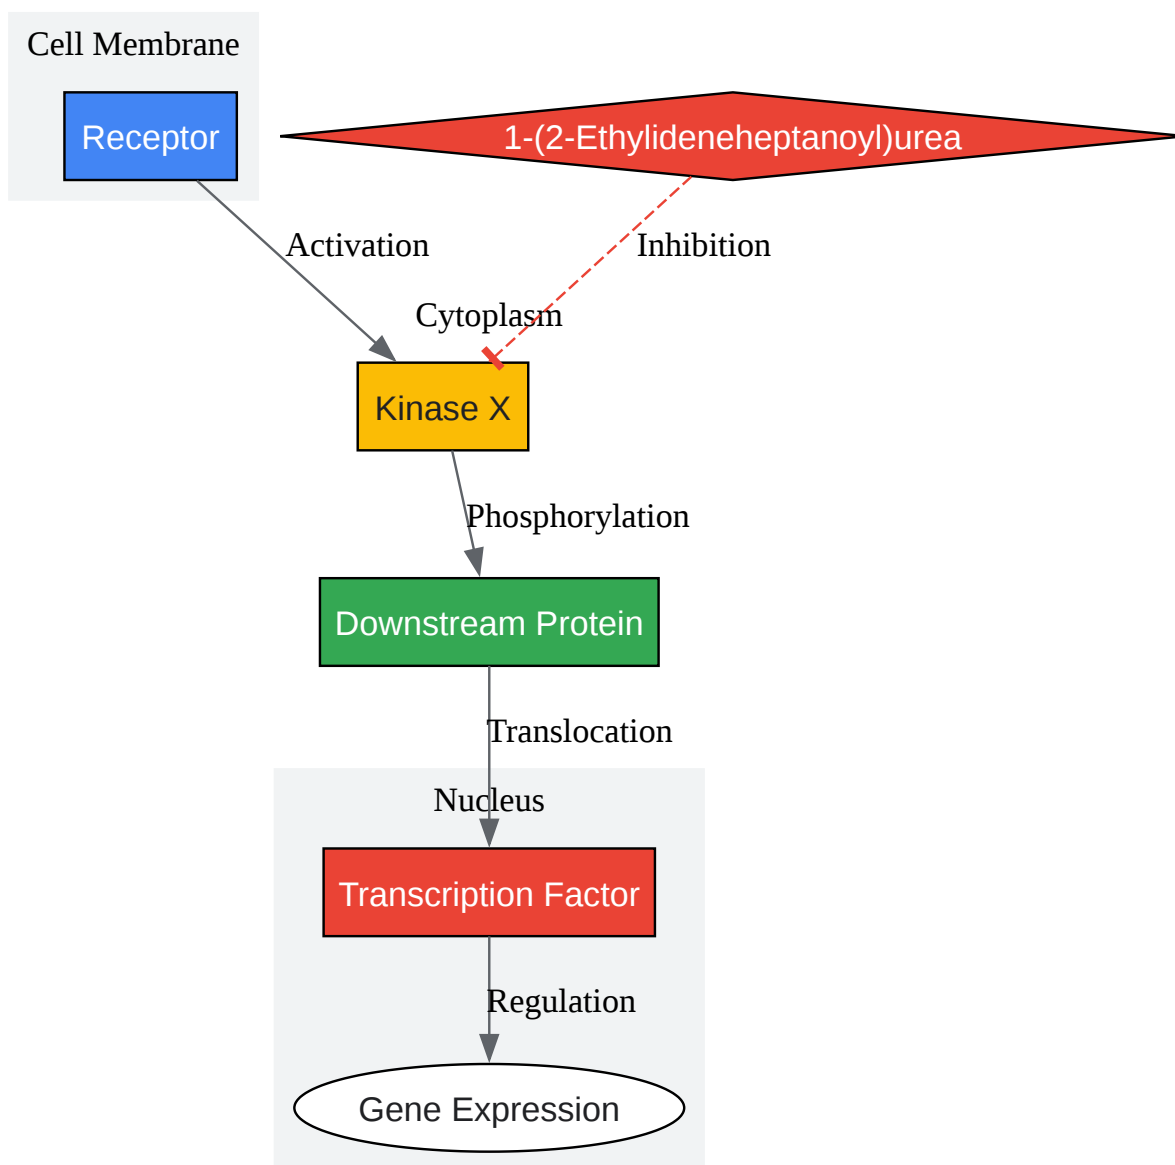 Cell Membrane
Receptor
1-(2-Ethylideneheptanoyl)urea
Activation
Inhibition
Cytoplasm
Kinase X
Phosphorylation
Downstream Protein
Translocation
Nucleus
Transcription Factor
Regulation
Gene Expression